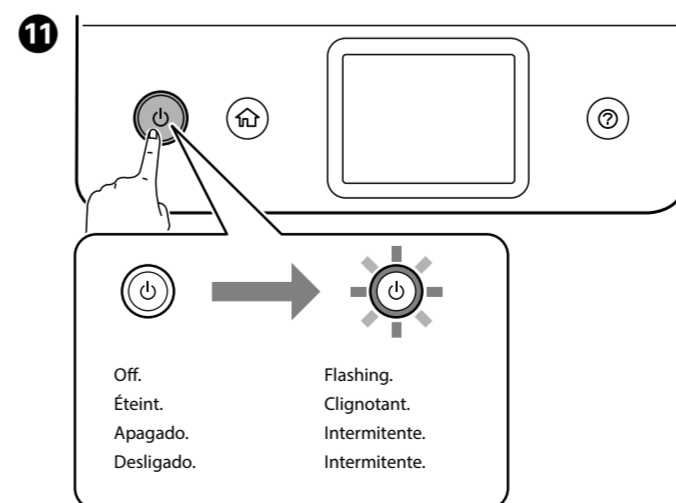 11
?
Off.
Éteint.
Apagado.
Desligado.
Flashing.
Clignotant.
Intermitente.
Intermitente.